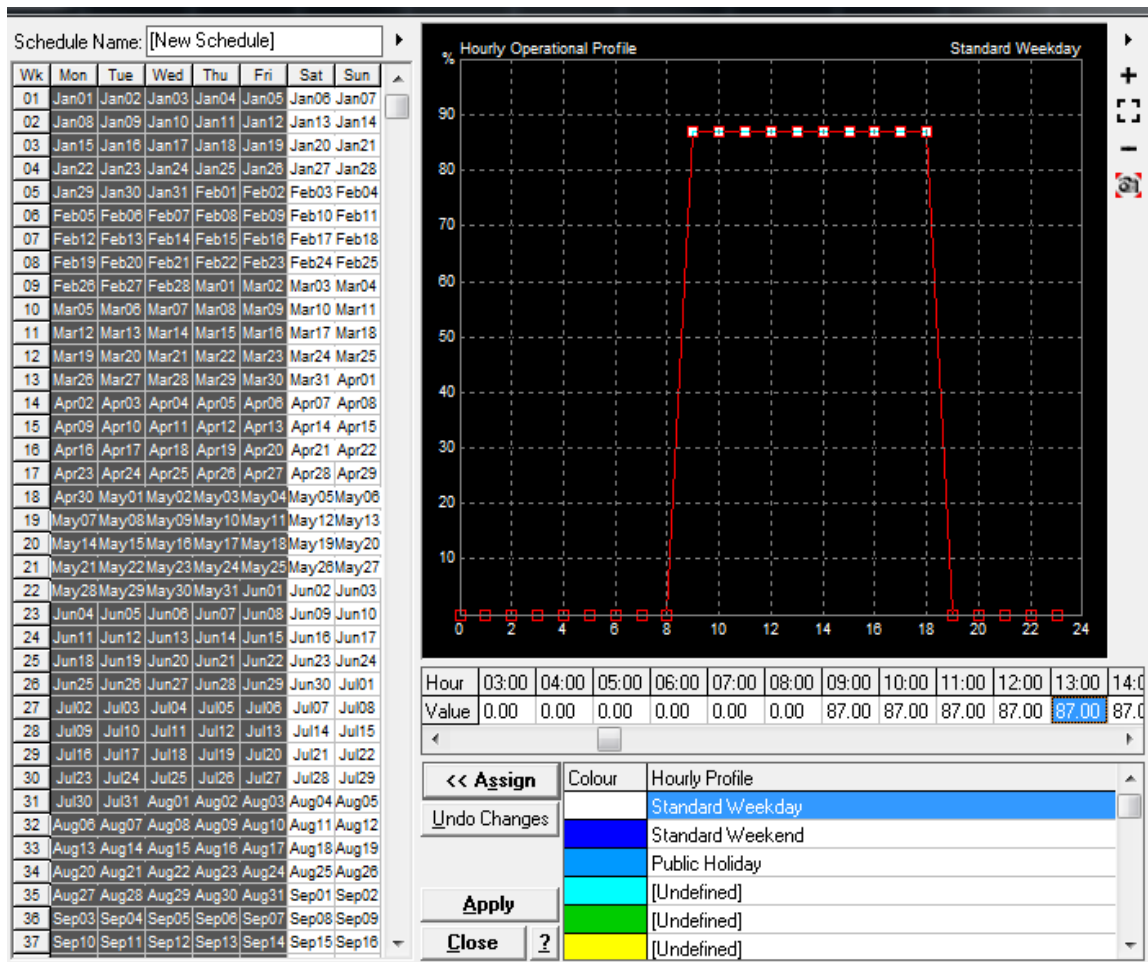 Schedule Name: [New Schedule]
Wk Mon Tue Wed Thu Fri Sat Sun
01 Jan01 Jan02 Jan03 Jan04 Jan05 Jan06 Jan07
02 Jan08 Jan09 Jan10 Jan11 Jan12 Jan13 Jan14
03 Jan15 Jan16 Jan17 Jan18 Jan19 Jan20 Jan21
04 Jan22 Jan23 Jan24 Jan25 Jan26 Jan27 Jan28
05 Jan29 Jan30 Jan31 Feb01 Feb02 Feb03 Feb04
06 Feb05 Feb06 Feb07 Feb08 Feb09 Feb10 Feb11
07 Feb12 Feb13 Feb14 Feb15 Feb16 Feb17 Feb18
08 Feb19 Feb20 Feb21 Feb22 Feb23 Feb24 Feb25
09 Feb26 Feb27 Feb28 Mar01 Mar02 Mar03 Mar04
10 Mar05 Mar06 Mar07 Mar08 Mar09 Mar10 Mar11
11 Mar12 Mar13 Mar14 Mar15 Mar16 Mar17 Mar18
12 Mar19 Mar20 Mar21 Mar22 Mar23 Mar24 Mar25
13 Mar26 Mar27 Mar28 Mar29 Mar30 Mar31 Apr01
14 Apr02 Apr03 Apr04 Apr05 Apr06 Apr07 Apr08
15 Apr09 Apr10 Apr11 Apr12 Apr13 Apr14 Apr15
16 Apr16 Apr17 Apr18 Apr19 Apr20 Apr21 Apr22
17 Apr23 Apr24 Apr25 Apr26 Apr27 Apr28 Apr29
18 Apr30 May01 May02 May03 May04 May05 May06
19 May07 May08 May09 May10 May11 May12 May13
20 May14 May15 May16 May17 May18 May19 May20
21 May21 May22 May23 May24 May25 May26 May27
22 May28 May29 May30 May31 Jun01 Jun02 Jun03
23 Jun04 Jun05 Jun06 Jun07 Jun08 Jun09 Jun10
24 Jun11 Jun12 Jun13 Jun14 Jun15 Jun16 Jun17
25 Jun18 Jun19 Jun20 Jun21 Jun22 Jun23 Jun24
26 Jun25 Jun26 Jun27 Jun28 Jun29 Jun30 Jul01
27 Jul02 Jul03 Jul04 Jul05 Jul06 Jul07 Jul08
28 Jul09 Jul10 Jul11 Jul12 Jul13 Jul14 Jul15
29 Jul16 Jul17 Jul18 Jul19 Jul20 Jul21 Jul22
30 Jul23 Jul24 Jul25 Jul26 Jul27 Jul28 Jul29
31 Jul30 Jul31 Aug01 Aug02 Aug03 Aug04 Aug05
32 Aug06 Aug07 Aug08 Aug09 Aug10 Aug11 Aug12
33 Aug13 Aug14 Aug15 Aug16 Aug17 Aug18 Aug19
34 Aug20 Aug21 Aug22 Aug23 Aug24 Aug25 Aug26
35 Aug27 Aug28 Aug29 Aug30 Aug31 Sep01 Sep02
36 Sep03 Sep04 Sep05 Sep06 Sep07 Sep08 Sep09
37 Sep10 Sep11 Sep12 Sep13 Sep14 Sep15 Sep16
% Hourly Operational Profile Standard Weekday
90
80
70
60
50
40
30
20
10
0 2 4 6 8 10 12 14 16 18 20 22 24
Hour 03:00 04:00 05:00 06:00 07:00 08:00 09:00 10:00 11:00 12:00 13:00 14:0
Value 0.00 0.00 0.00 0.00 0.00 0.00 87.00 87.00 87.00 87.00 87.00 87.0
<< Assign
Undo Changes
Apply
Close ?
Colour Hourly Profile
Standard Weekday
Standard Weekend
Public Holiday
[Undefined]
[Undefined]
[Undefined]